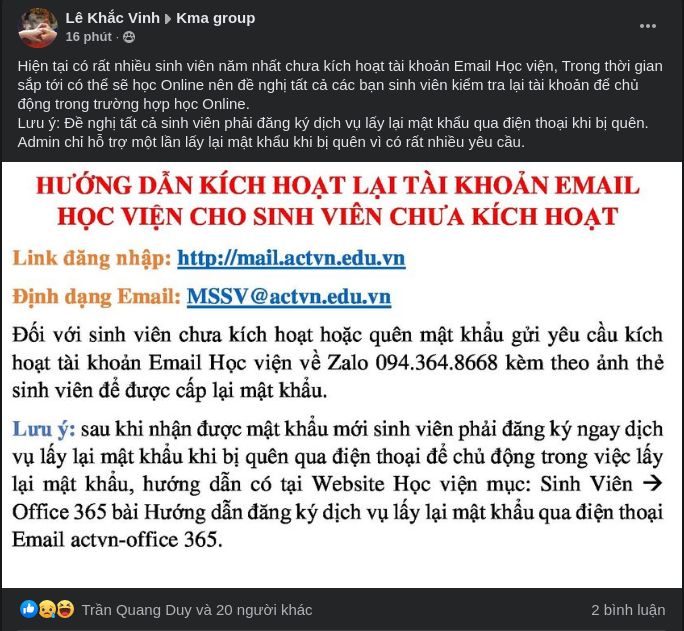 Lê Khắc Vinh ▸ Kma group
16 phút ·
Hiện tại có rất nhiều sinh viên năm nhất chưa kích hoạt tài khoản Email Học viện, Trong thời gian
sắp tới có thể sẽ học Online nên đề nghị tất cả các bạn sinh viên kiểm tra lại tài khoản để chủ
động trong trường hợp học Online.
Lưu ý: Đề nghị tất cả sinh viên phải đăng ký dịch vụ lấy lại mật khẩu qua điện thoại khi bị quên.
Admin chỉ hỗ trợ một lần lấy lại mật khẩu khi bị quên vì có rất nhiều yêu cầu.
HƯỚNG DẪN KÍCH HOẠT LẠI TÀI KHOẢN EMAIL
HỌC VIỆN CHO SINH VIÊN CHƯA KÍCH HOẠT
Link đăng nhập: http://mail.actvn.edu.vn
Định dạng Email: MSSV@actvn.edu.vn
Đối với sinh viên chưa kích hoạt hoặc quên mật khẩu gửi yêu cầu kích
hoạt tài khoản Email Học viện về Zalo 094.364.8668 kèm theo ảnh thẻ
sinh viên để được cấp lại mật khẩu.
Lưu ý: sau khi nhận được mật khẩu mới sinh viên phải đăng ký ngay dịch
vụ lấy lại mật khẩu khi bị quên qua điện thoại để chủ động trong việc lấy
lại mật khẩu, hướng dẫn có tại Website Học viện mục: Sinh Viên →
Office 365 bài Hướng dẫn đăng ký dịch vụ lấy lại mật khẩu qua điện thoại
Email actvn-office 365.
Trần Quang Duy và 20 người khác
2 bình luận